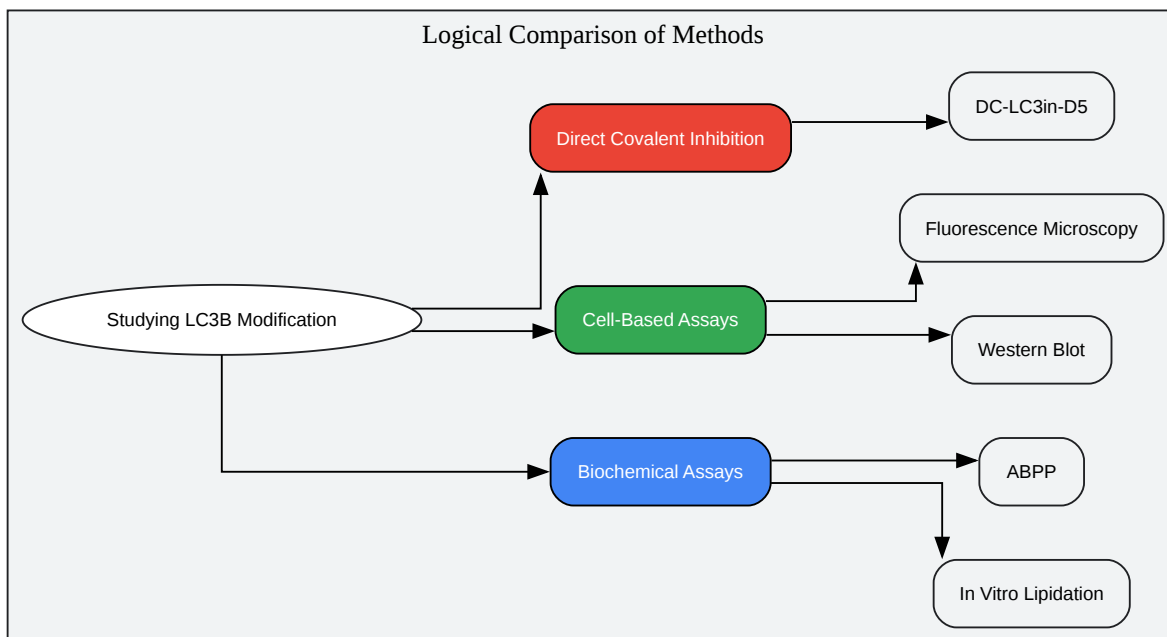 Logical Comparison of Methods
DC-LC3in-D5
Direct Covalent Inhibition
Fluorescence Microscopy
Studying LC3B Modification
Cell-Based Assays
Western Blot
Biochemical Assays
ABPP
In Vitro Lipidation